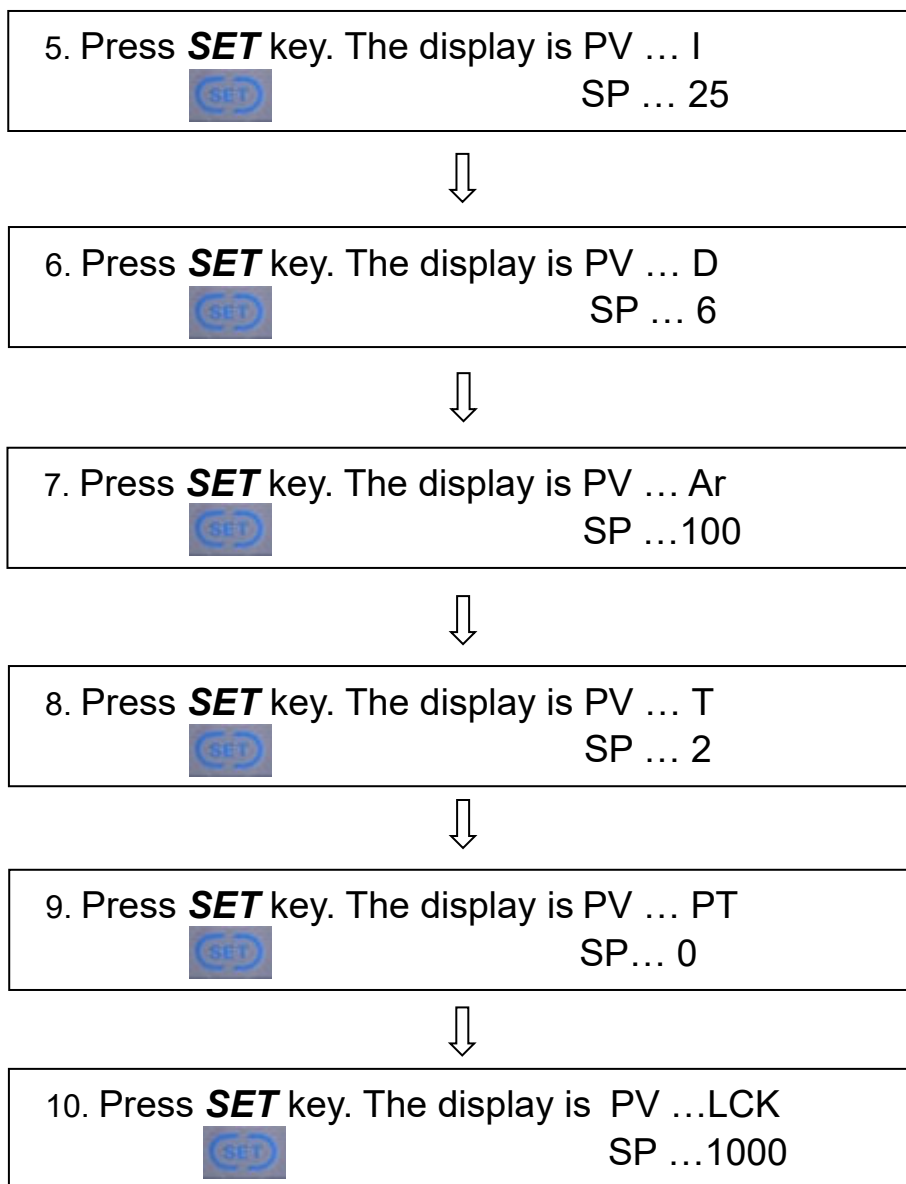 5. Press SET key. The display is PV … I
SET SP … 25
6. Press SET key. The display is PV … D
SET SP … 6
7. Press SET key. The display is PV … Ar
SET SP …100
8. Press SET key. The display is PV … T
SET SP … 2
9. Press SET key. The display is PV … PT
SET SP… 0
10. Press SET key. The display is PV …LCK
SET SP …1000